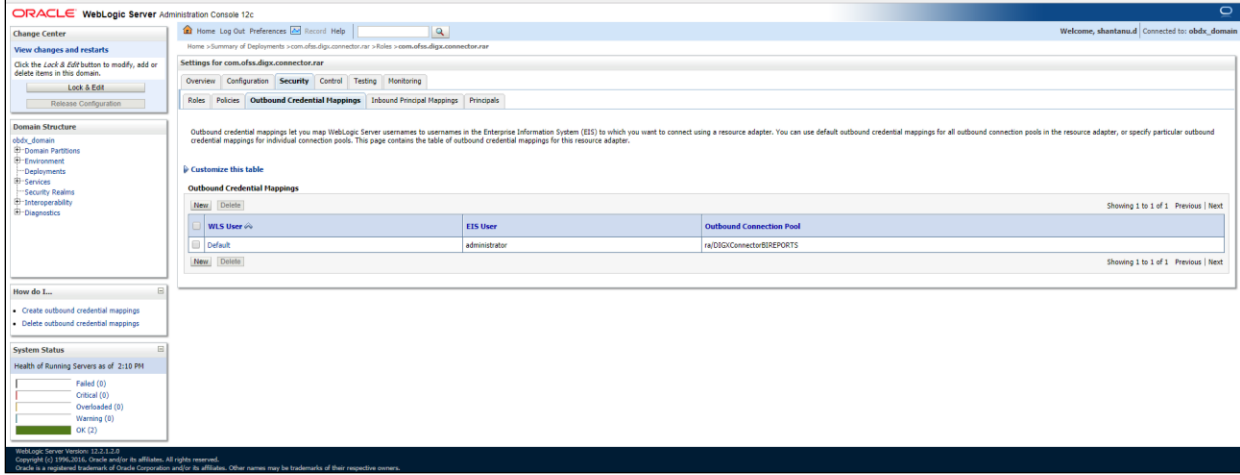 ORACLE WebLogic Server Administration Console 12c
Change Center
View changes and restarts
Click the Lock & Edit button to modify, add or
delete items in this domain.
Lock & Edit
Release Configuration
Domain Structure
obdx_domain
Domain Partitions
Environment
Deployments
Services
Security Realms
Interoperability
Diagnostics
How do I...
Create outbound credential mappings
Delete outbound credential mappings
System Status
Health of Running Servers as of 2:10 PM
Failed (0)
Critical (0)
Overloaded (0)
Warning (0)
OK (2)
Home Log Out Preferences Record Help
Welcome, shantanu.d Connected to: obdx_domain
Home >Summary of Deployments >com.ofss.digx.connector.rar >Roles >com.ofss.digx.connector.rar
Settings for com.ofss.digx.connector.rar
Overview Configuration Security Control Testing Monitoring
Roles Policies Outbound Credential Mappings Inbound Principal Mappings Principals
Outbound credential mappings let you map WebLogic Server usernames to usernames in the Enterprise Information System (EIS) to which you want to connect using a resource adapter. You can use default outbound credential mappings for all outbound connection pools in the resource adapter, or specify particular outbound
credential mappings for individual connection pools. This page contains the table of outbound credential mappings for this resource adapter.
Customize this table
Outbound Credential Mappings
New Delete Showing 1 to 1 of 1 Previous | Next
WLS User EIS User Outbound Connection Pool
Default administrator ra/DIGXConnectorBIREPORTS
New Delete Showing 1 to 1 of 1 Previous | Next
WebLogic Server Version: 12.2.1.2.0
Copyright (c) 1996,2016, Oracle and/or its affiliates. All rights reserved.
Oracle is a registered trademark of Oracle Corporation and/or its affiliates. Other names may be trademarks of their respective owners.